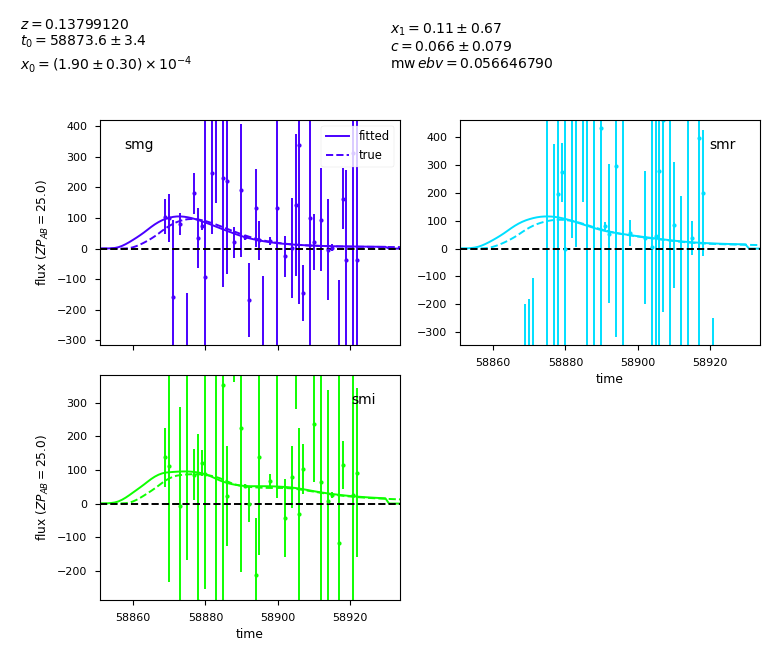 z = 0.13799120
t₀ = 58873.6 ± 3.4
x₀ = (1.90 ± 0.30) × 10⁻⁴
x₁ = 0.11 ± 0.67
c = 0.066 ± 0.079
mw ebv = 0.056646790
smg
fitted
true
flux (ZP_AB = 25.0)
400
300
200
100
0
−100
−200
−300
smr
400
300
200
100
0
−100
−200
−300
58860 58880 58900 58920
time
smi
flux (ZP_AB = 25.0)
300
200
100
0
−100
−200
58860 58880 58900 58920
time